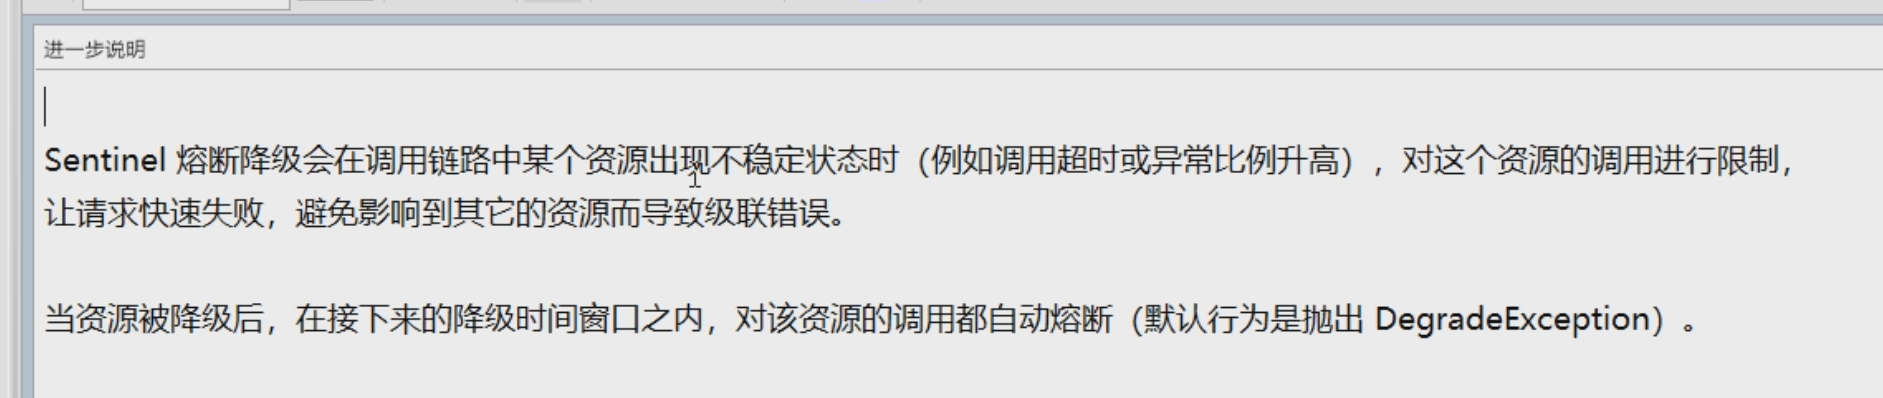 进一步说明
Sentinel 熔断降级会在调用链路中某个资源出现不稳定状态时（例如调用超时或异常比例升高），对这个资源的调用进行限制，
让请求快速失败，避免影响到其它的资源而导致级联错误。
当资源被降级后，在接下来的降级时间窗口之内，对该资源的调用都自动熔断（默认行为是抛出 DegradeException）。